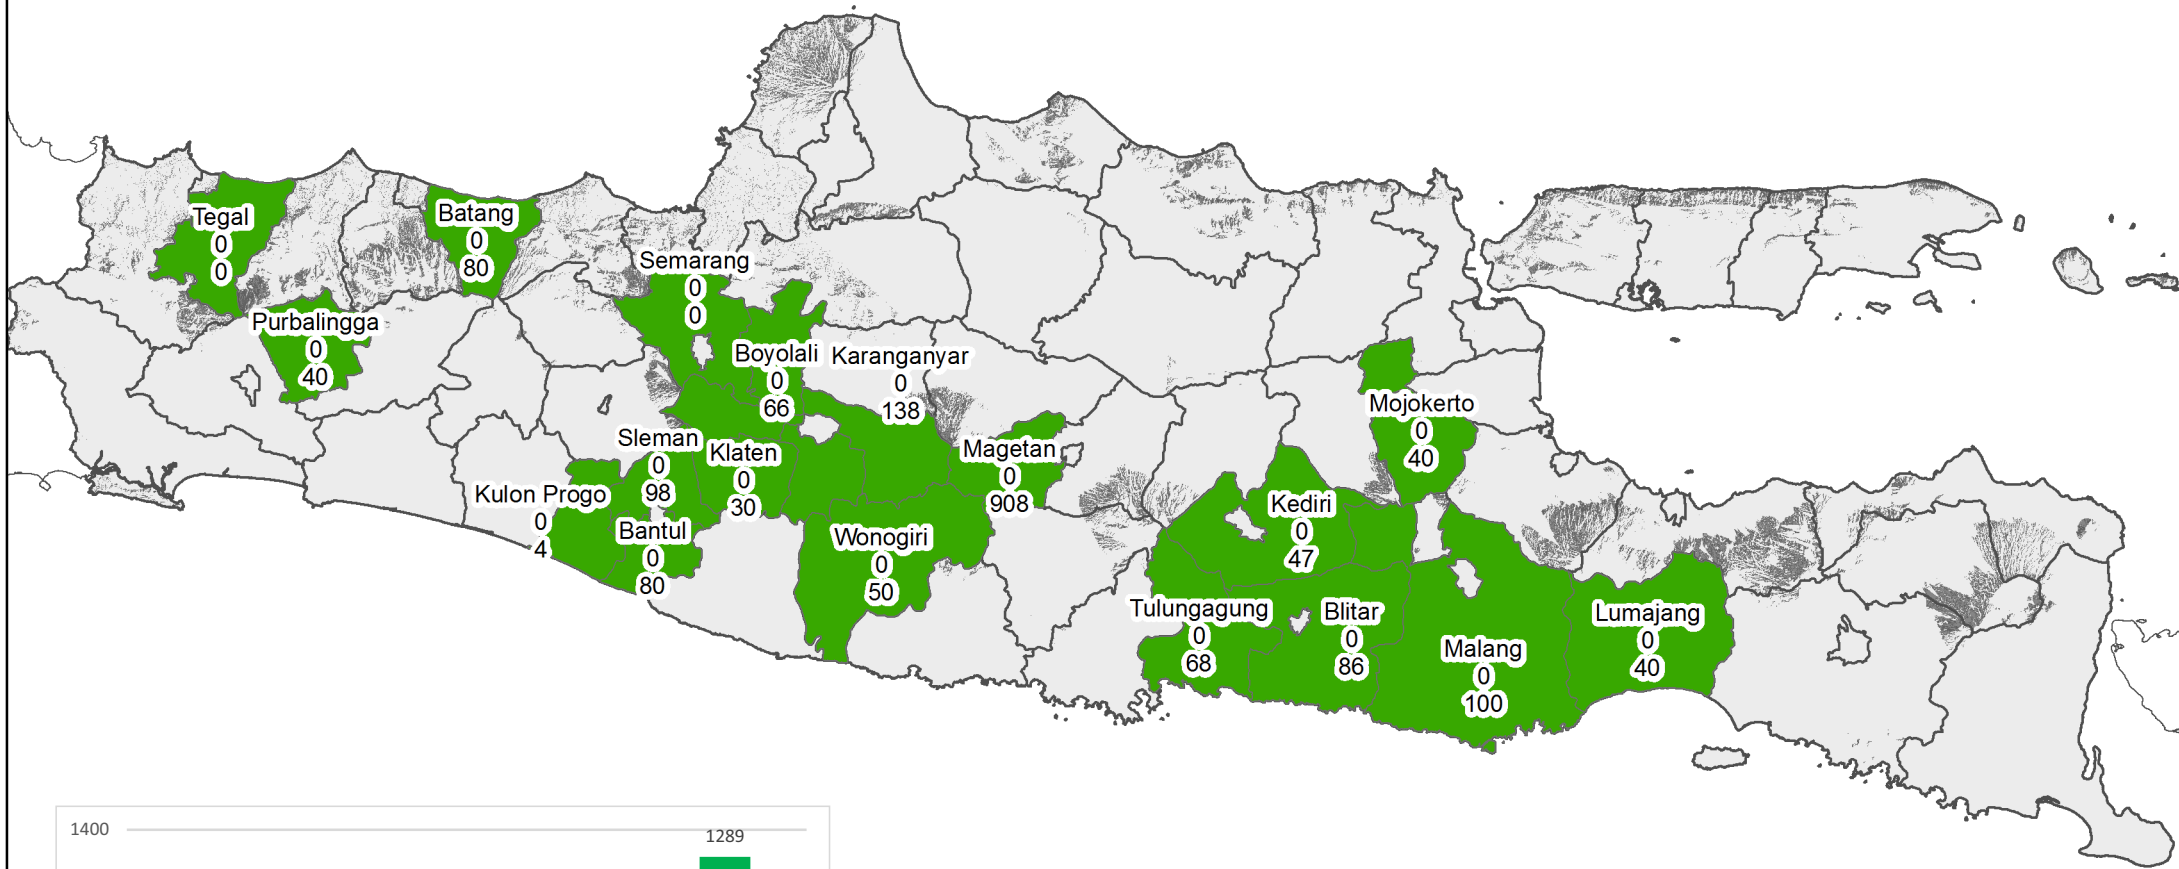 Tegal
0
0
Batang
0
80
Purbalingga
0
40
Semarang
0
0
Boyolali
0
66
Karanganyar
0
138
Sleman
0
98
Klaten
0
30
Magetan
0
908
Kulon Progo
0
4
Bantul
0
80
Wonogiri
0
50
Mojokerto
0
40
Kediri
0
47
Tulungagung
0
68
Blitar
0
86
Malang
0
100
Lumajang
0
40
1400
1289